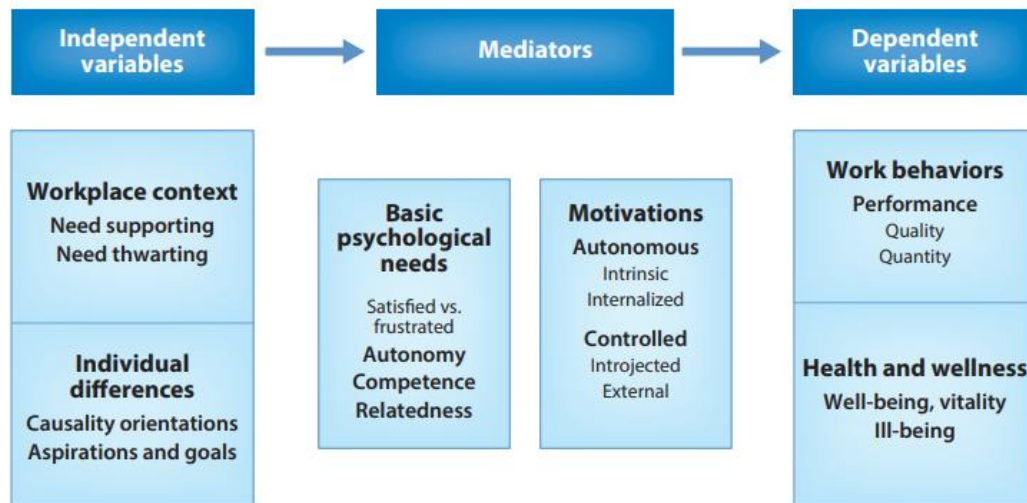 Independent
variables
Mediators
Dependent
variables
Workplace context
Need supporting
Need thwarting
Individual
differences
Causality orientations
Aspirations and goals
Basic
psychological
needs
Satisfied vs.
frustrated
Autonomy
Competence
Relatedness
Motivations
Autonomous
Intrinsic
Internalized
Controlled
Introjected
External
Work behaviors
Performance
Quality
Quantity
Health and wellness
Well-being, vitality
Ill-being